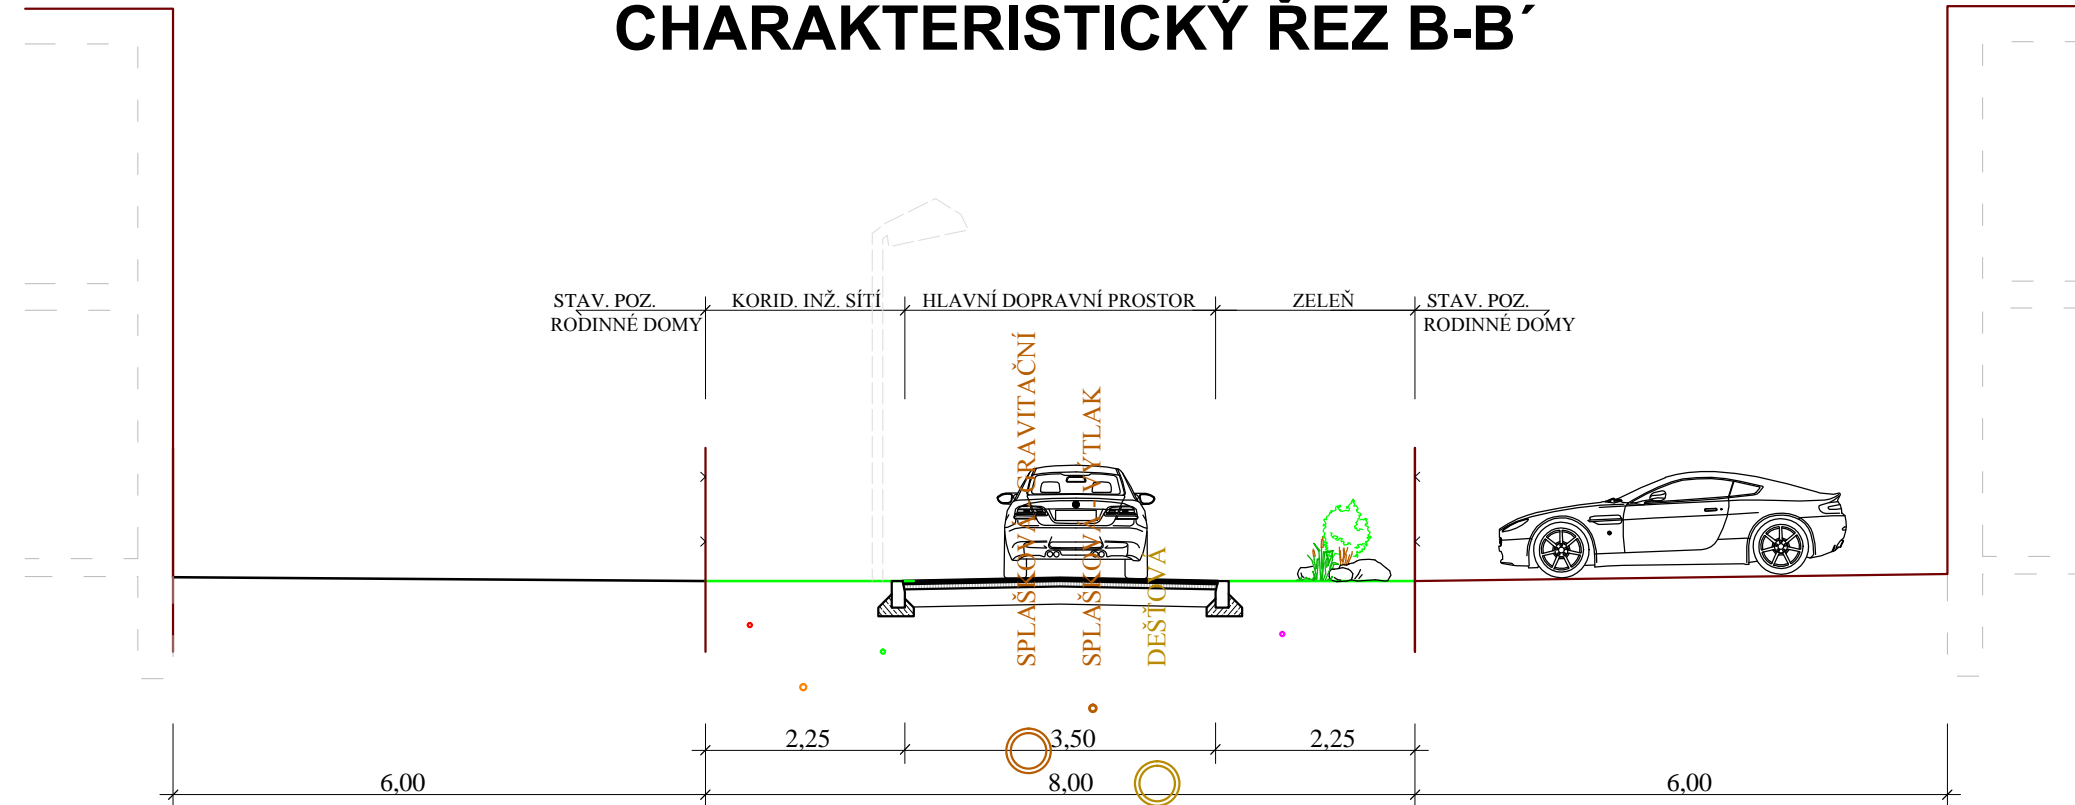 CHARAKTERISTICKÝ ŘEZ B-B´
STAV. POZ.
RODINNÉ DOMY
KORID. INŽ. SÍTÍ
HLAVNÍ DOPRAVNÍ PROSTOR
ZELEŇ
STAV. POZ.
RODINNÉ DOMY
SPLAŠKOVÁ - GRAVITAČNÍ
SPLAŠKOVÁ - VÝTLAK
DEŠŤOVÁ
2,25
3,50
2,25
6,00
8,00
6,00